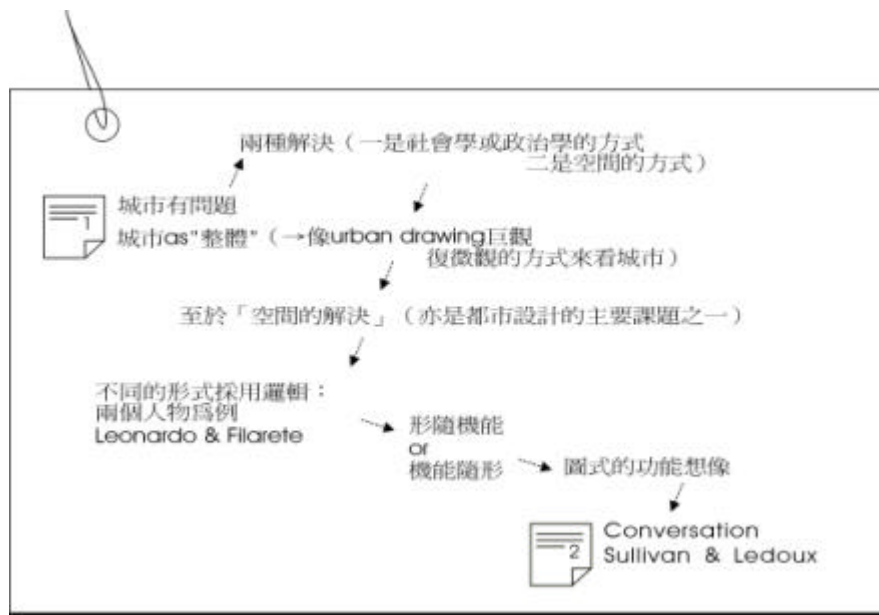 兩種解決（一是社會學或政治學的方式
二是空間的方式）
1
城市有問題
城市as"整體"（→像urban drawing巨觀
復微觀的方式來看城市）
至於「空間的解決」（亦是都市設計的主要課題之一）
不同的形式採用邏輯：
兩個人物爲例
Leonardo & Filarete
形隨機能
or
機能隨形
圖式的功能想像
2
Conversation
Sullivan & Ledoux